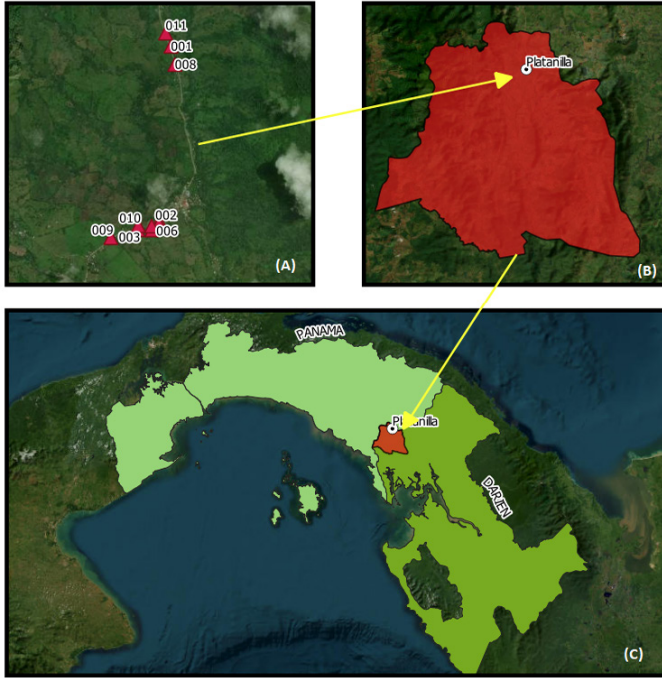 011
001
008
010
002
009
003
006
(A)
Platanilla
(B)
PANAMA
Platanilla
DARIEN
(C)